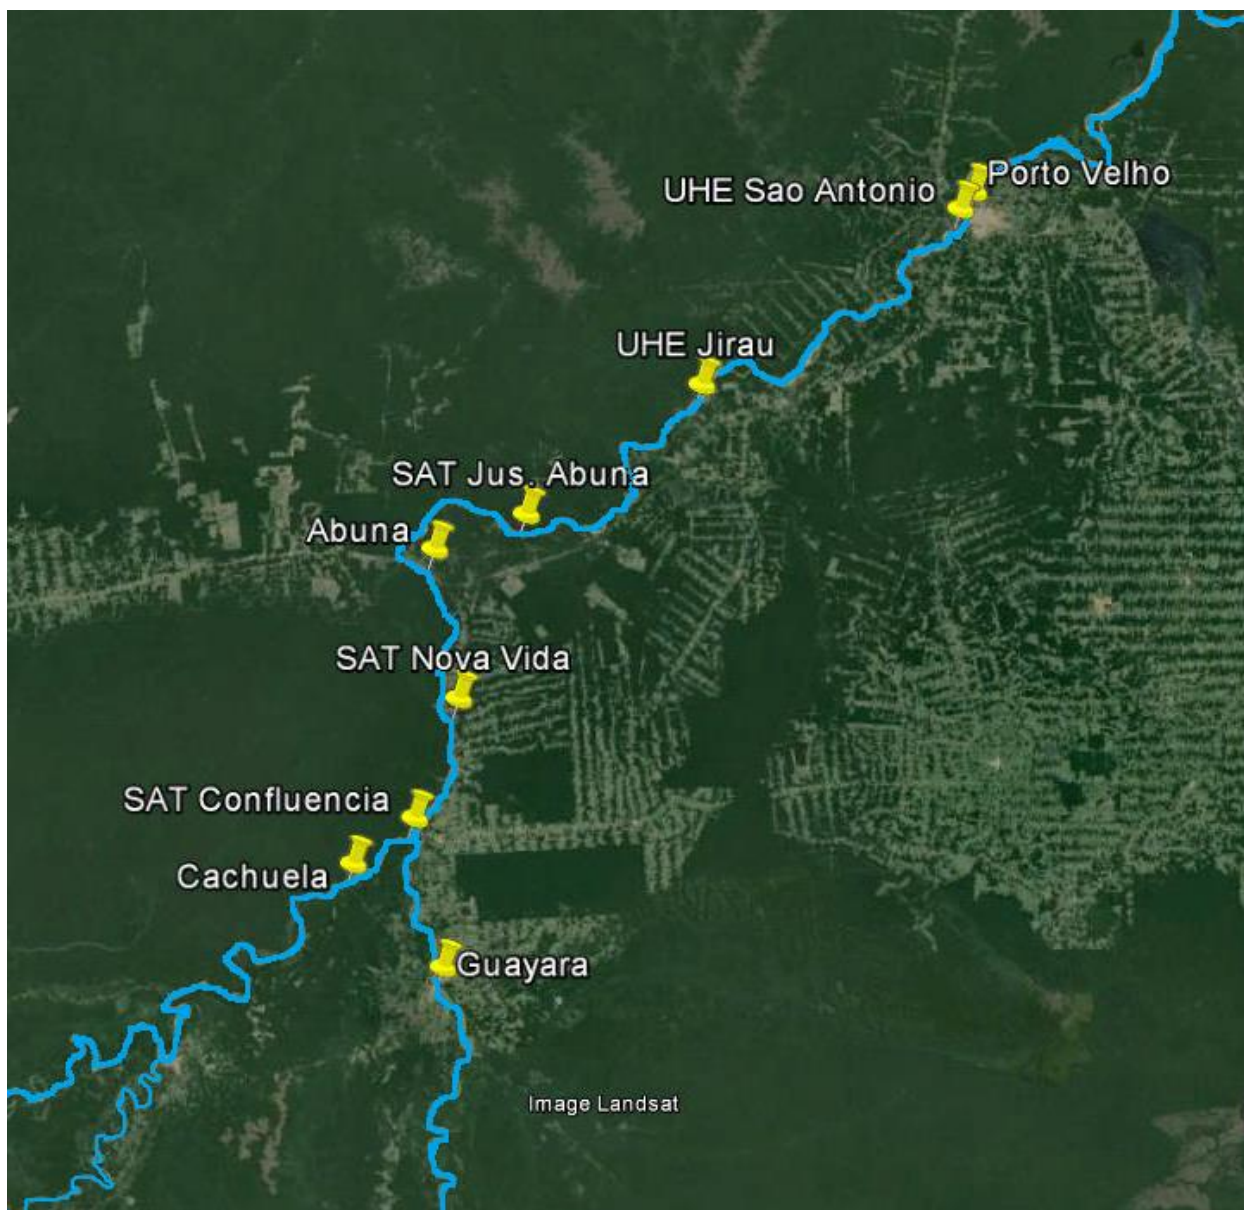 Porto Velho
UHE Sao Antonio
UHE Jirau
SAT Jus. Abuna
Abuna
SAT Nova Vida
SAT Confluencia
Cachuela
Guayara
Image Landsat